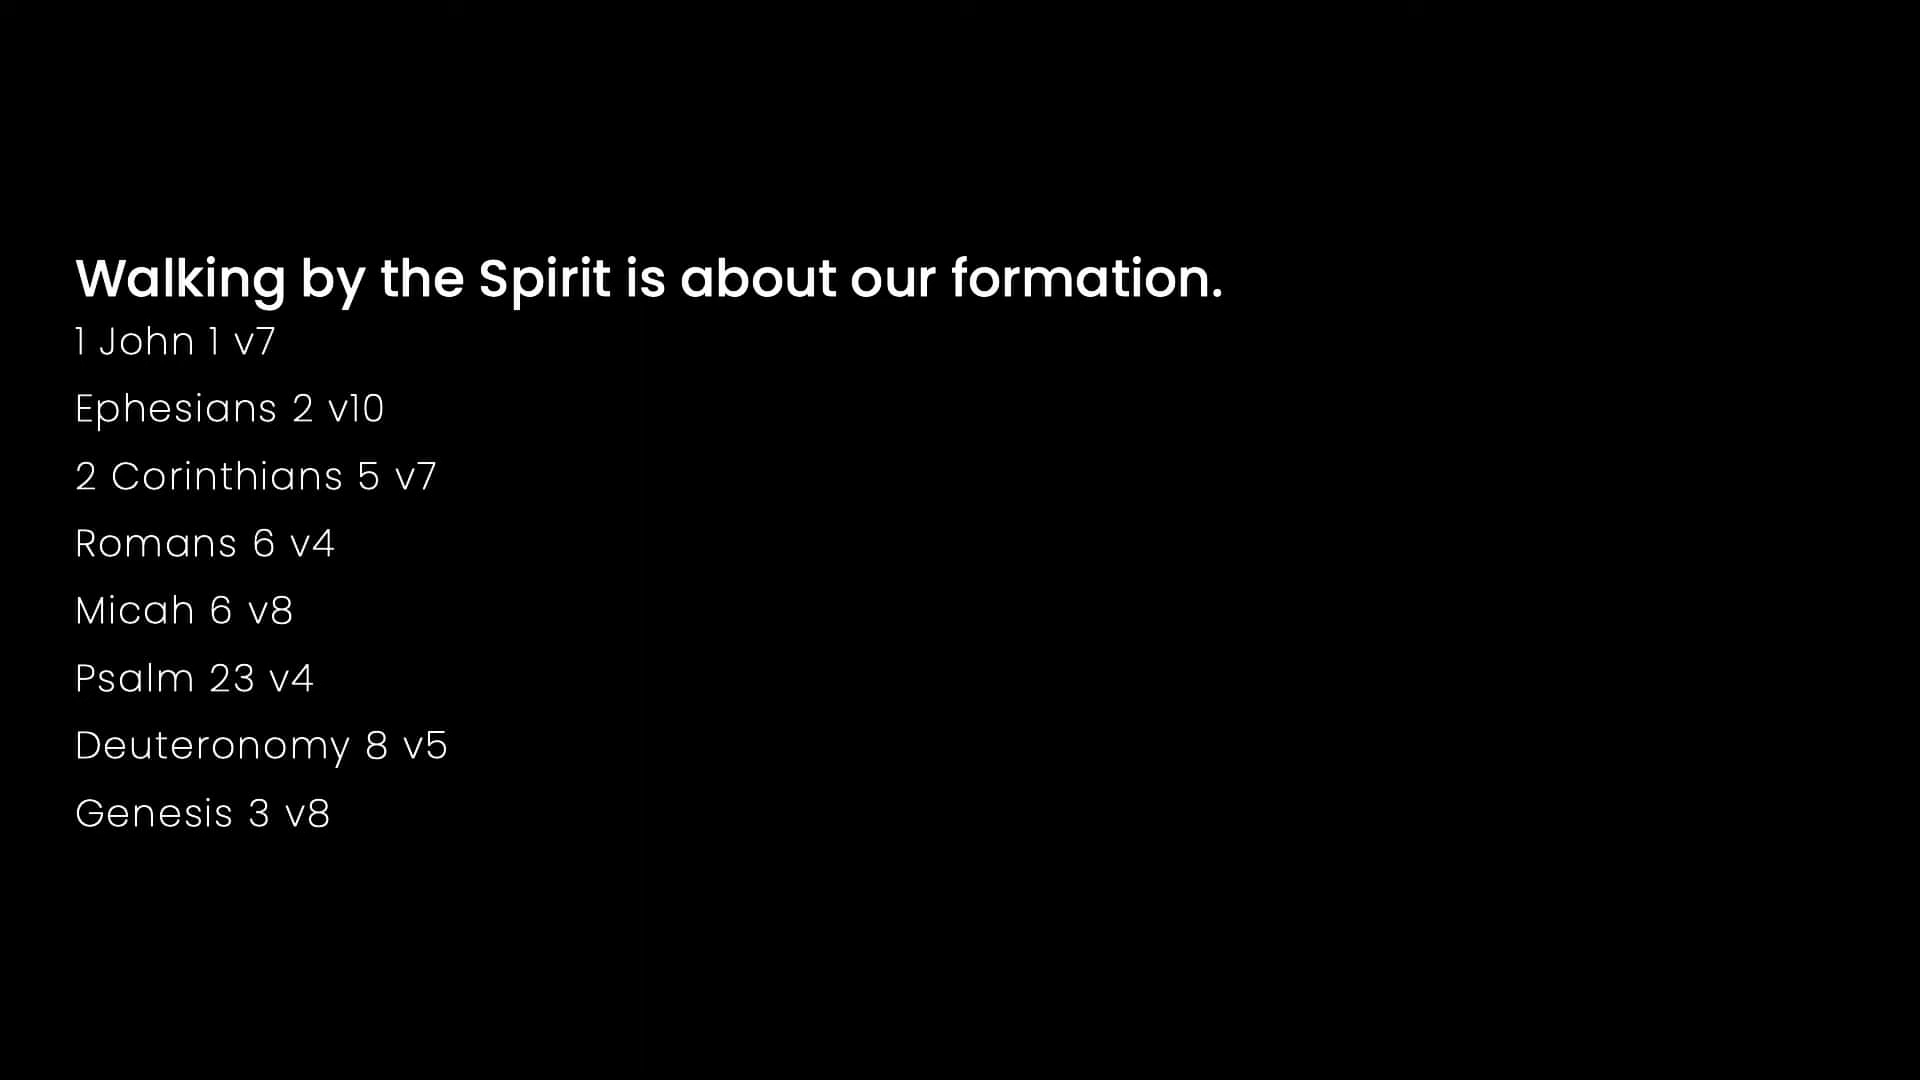 Walking by the Spirit is about our formation.
1 John 1 v7
Ephesians 2 v10
2 Corinthians 5 v7
Romans 6 v4
Micah 6 v8
Psalm 23 v4
Deuteronomy 8 v5
Genesis 3 v8